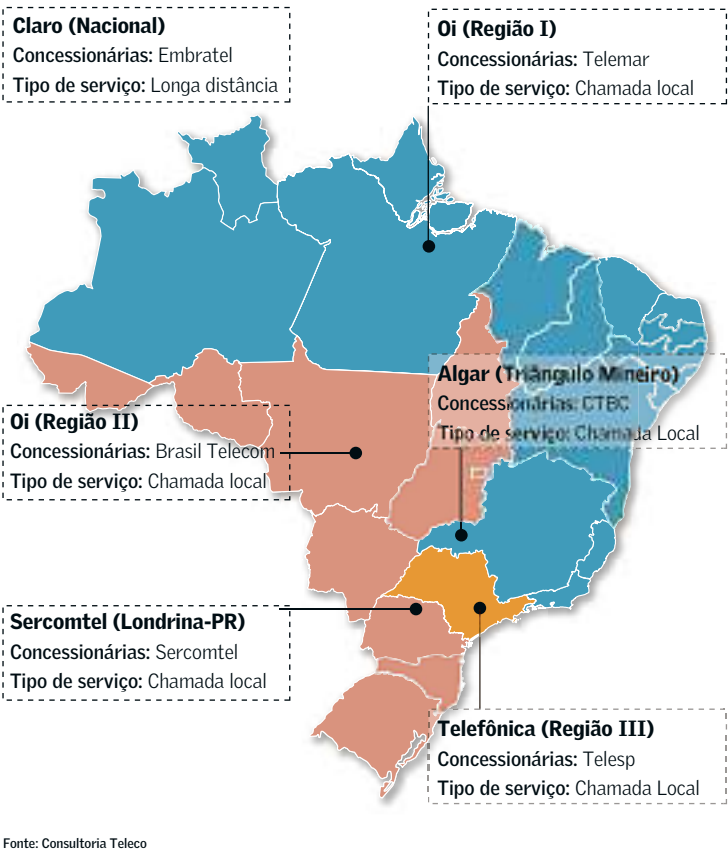 Claro (Nacional)
Concessionárias: Embratel
Tipo de serviço: Longa distância
Oi (Região I)
Concessionárias: Telemar
Tipo de serviço: Chamada local
Algar (Triângulo Mineiro)
Concessionárias: CTBC
Tipo de serviço: Chamada Local
Oi (Região II)
Concessionárias: Brasil Telecom
Tipo de serviço: Chamada local
Sercomtel (Londrina-PR)
Concessionárias: Sercomtel
Tipo de serviço: Chamada local
Telefônica (Região III)
Concessionárias: Telesp
Tipo de serviço: Chamada Local
Fonte: Consultoria Teleco